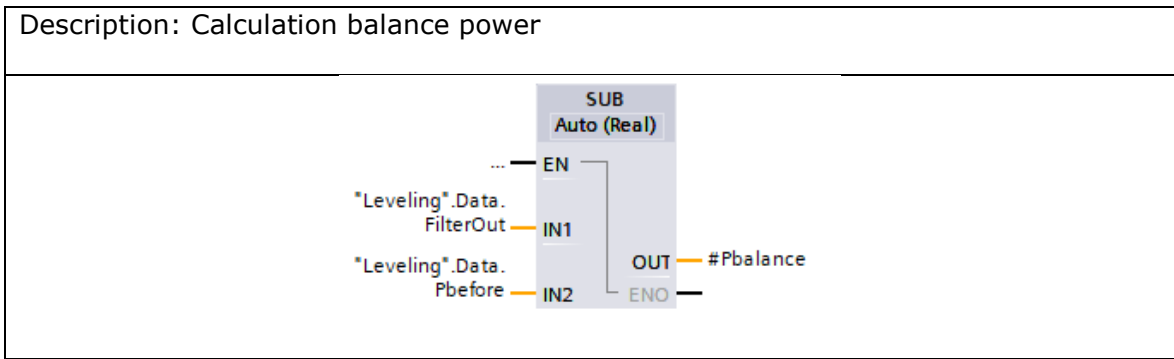 Description: Calculation balance power
SUB
Auto (Real)
... EN
"Leveling".Data.
FilterOut IN1
"Leveling".Data. OUT #Pbalance
Pbefore IN2 ENO